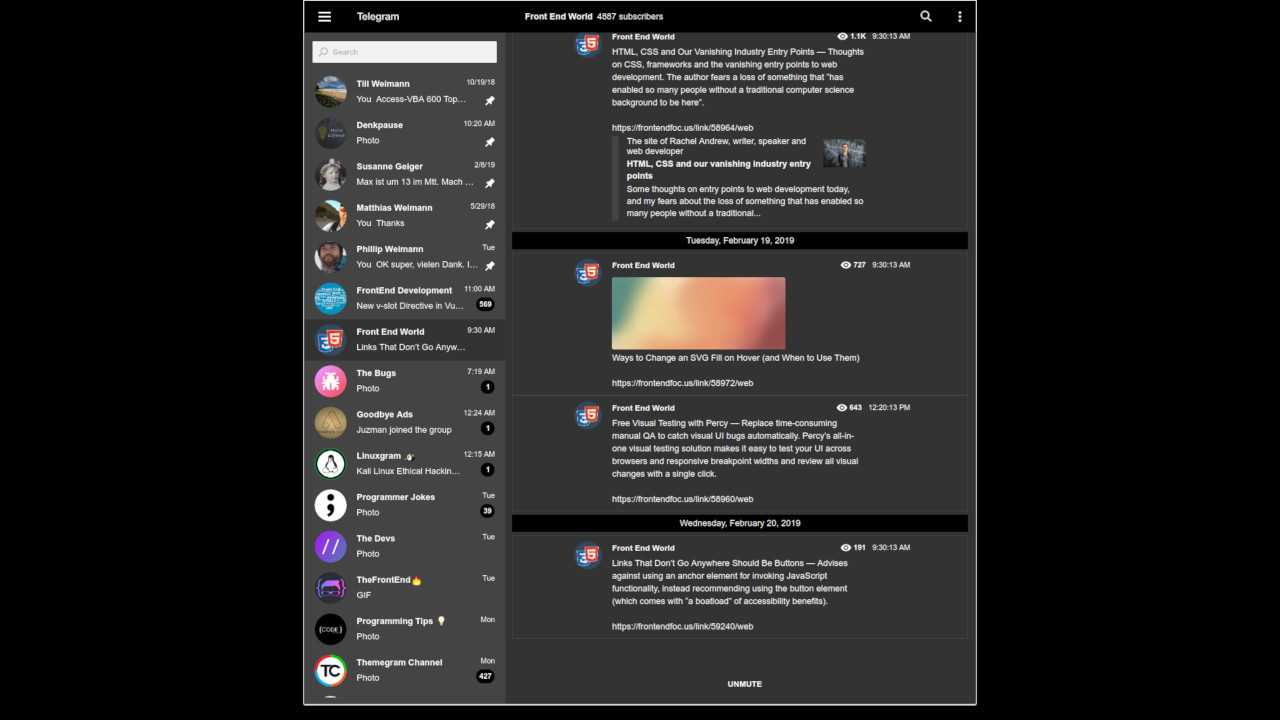 Telegram
Front End World 4887 subscribers
Search
Till Weimann 10/19/18
You Access-VBA 600 Top…
Denkpause 10:20 AM
Photo
Susanne Geiger 2/8/19
Max ist um 13 im Mtt. Mach …
Matthias Weimann 5/29/18
You Thanks
Phillip Weimann Tue
You OK super, vielen Dank. I…
FrontEnd Development 11:00 AM
New v-slot Directive in Vu… 569
Front End World 9:30 AM
Links That Don't Go Anyw…
The Bugs 7:19 AM
Photo 1
Goodbye Ads 12:24 AM
Juzman joined the group 1
Linuxgram 12:15 AM
Kali Linux Ethical Hackin… 1
Programmer Jokes Tue
Photo 39
The Devs Tue
Photo
//
TheFrontEnd🔥 Tue
GIF
Programming Tips 💡 Mon
Photo
{CODE}
Themegram Channel Mon
Photo 427
TC
Front End World 1.1K 9:30:13 AM
HTML, CSS and Our Vanishing Industry Entry Points — Thoughts
on CSS, frameworks and the vanishing entry points to web
development. The author fears a loss of something that "has
enabled so many people without a traditional computer science
background to be here".
https://frontendfoc.us/link/58964/web
The site of Rachel Andrew, writer, speaker and
web developer
HTML, CSS and our vanishing industry entry
points
Some thoughts on entry points to web development today,
and my fears about the loss of something that has enabled so
many people without a traditional...
Tuesday, February 19, 2019
Front End World 727 9:30:13 AM
Ways to Change an SVG Fill on Hover (and When to Use Them)
https://frontendfoc.us/link/58972/web
Front End World 643 12:20:13 PM
Free Visual Testing with Percy — Replace time-consuming
manual QA to catch visual UI bugs automatically. Percy's all-in-
one visual testing solution makes it easy to test your UI across
browsers and responsive breakpoint widths and review all visual
changes with a single click.
https://frontendfoc.us/link/58960/web
Wednesday, February 20, 2019
Front End World 191 9:30:13 AM
Links That Don't Go Anywhere Should Be Buttons — Advises
against using an anchor element for invoking JavaScript
functionality, instead recommending using the button element
(which comes with "a boatload" of accessibility benefits).
https://frontendfoc.us/link/59240/web
UNMUTE